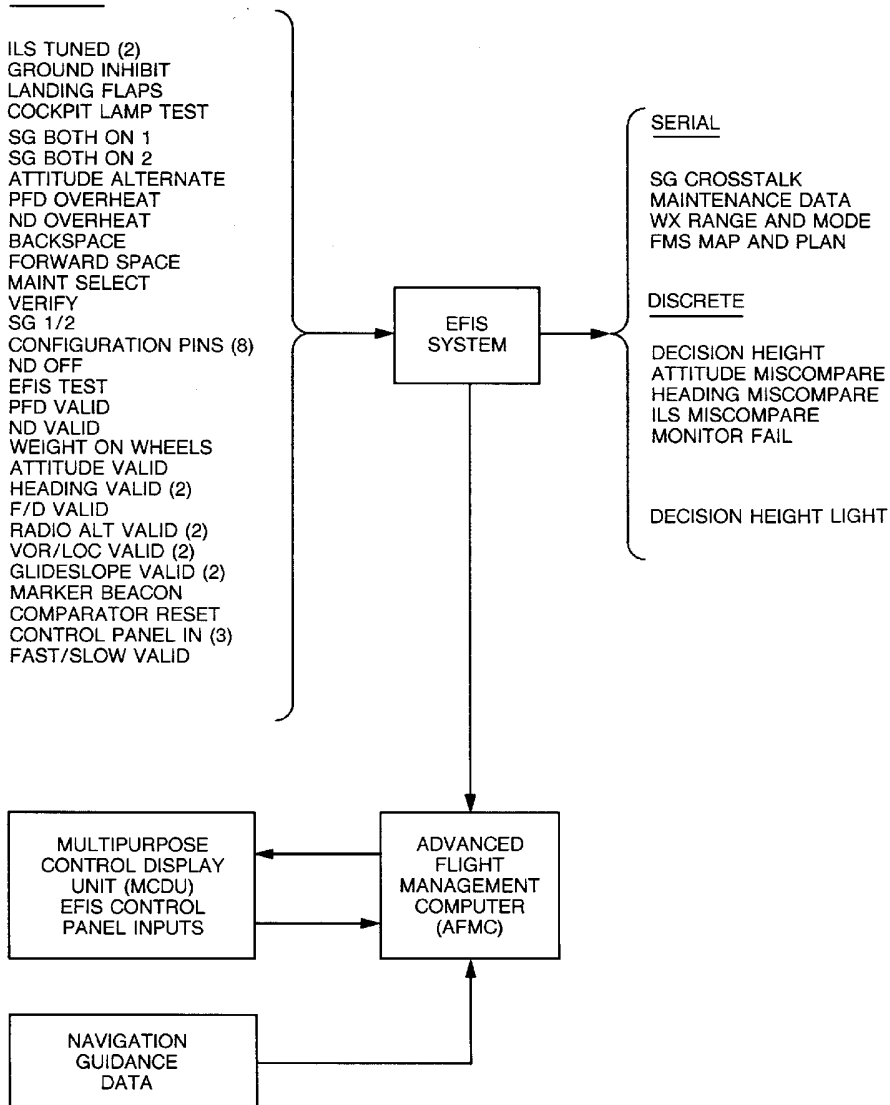 ILS TUNED (2)
GROUND INHIBIT
LANDING FLAPS
COCKPIT LAMP TEST
SG BOTH ON 1
SG BOTH ON 2
ATTITUDE ALTERNATE
PFD OVERHEAT
ND OVERHEAT
BACKSPACE
FORWARD SPACE
MAINT SELECT
VERIFY
SG 1/2
CONFIGURATION PINS (8)
ND OFF
EFIS TEST
PFD VALID
ND VALID
WEIGHT ON WHEELS
ATTITUDE VALID
HEADING VALID (2)
F/D VALID
RADIO ALT VALID (2)
VOR/LOC VALID (2)
GLIDESLOPE VALID (2)
MARKER BEACON
COMPARATOR RESET
CONTROL PANEL IN (3)
FAST/SLOW VALID
EFIS
SYSTEM
SERIAL
SG CROSSTALK
MAINTENANCE DATA
WX RANGE AND MODE
FMS MAP AND PLAN
DISCRETE
DECISION HEIGHT
ATTITUDE MISCOMPARE
HEADING MISCOMPARE
ILS MISCOMPARE
MONITOR FAIL
DECISION HEIGHT LIGHT
MULTIPURPOSE
CONTROL DISPLAY
UNIT (MCDU)
EFIS CONTROL
PANEL INPUTS
ADVANCED
FLIGHT
MANAGEMENT
COMPUTER
(AFMC)
NAVIGATION
GUIDANCE
DATA